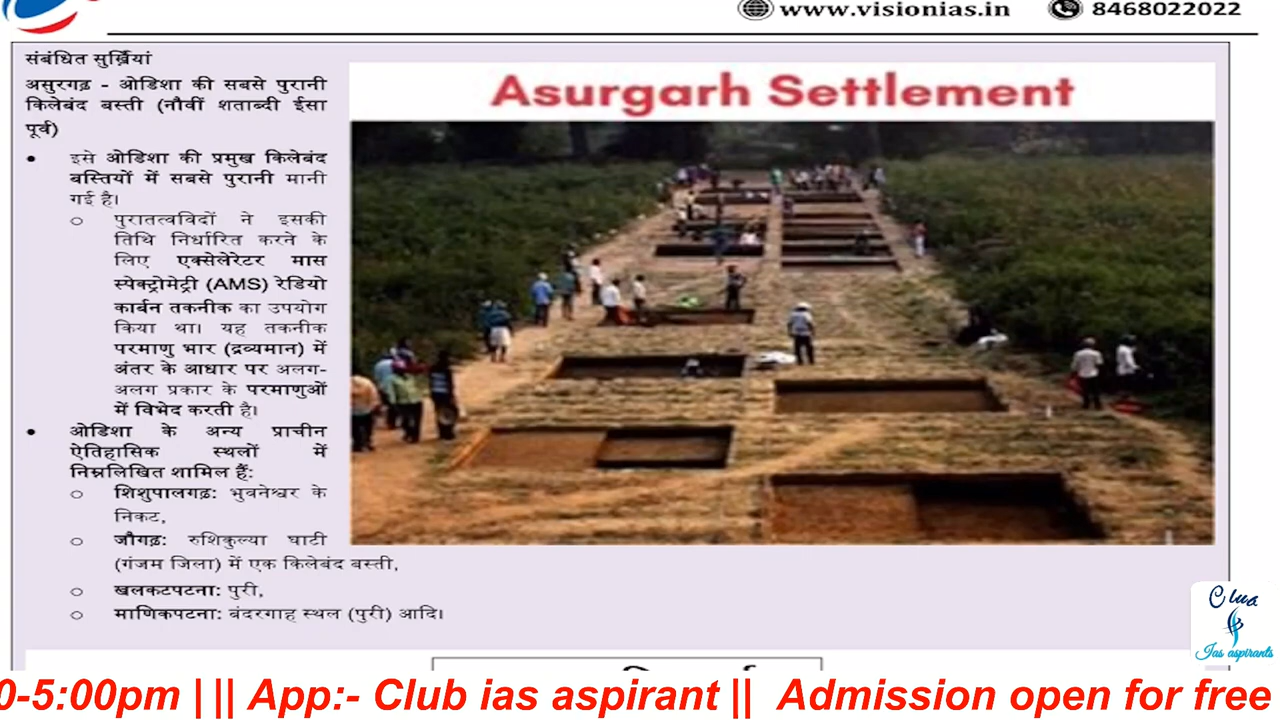 www.visionias.in 8468022022
संबंधित सुर्ख़ियां
असुरगढ़ - ओडिशा की सबसे पुरानी
किलेबंद बस्ती (नौवीं शताब्दी ईसा
पूर्व)
Asurgarh Settlement
• इसे ओडिशा की प्रमुख किलेबंद
बस्तियों में सबसे पुरानी मानी
गई है।
○ पुरातत्वविदों ने इसकी
तिथि निर्धारित करने के
लिए एक्सेलेरेटर मास
स्पेक्ट्रोमेट्री (AMS) रेडियो
कार्बन तकनीक का उपयोग
किया था। यह तकनीक
परमाणु भार (द्रव्यमान) में
अंतर के आधार पर अलग-
अलग प्रकार के परमाणुओं
में विभेद करती है।
• ओडिशा के अन्य प्राचीन
ऐतिहासिक स्थलों में
निम्नलिखित शामिल हैं:
○ शिशुपालगढ़: भुवनेश्वर के
निकट,
○ जौगढ़: रुशिकुल्या घाटी
(गंजम जिला) में एक किलेबंद बस्ती,
○ खलकटपटना: पुरी,
○ माणिकपटना: बंदरगाह स्थल (पुरी) आदि।
Club
Ias aspirants
0-5:00pm | || App:- Club ias aspirant || Admission open for free